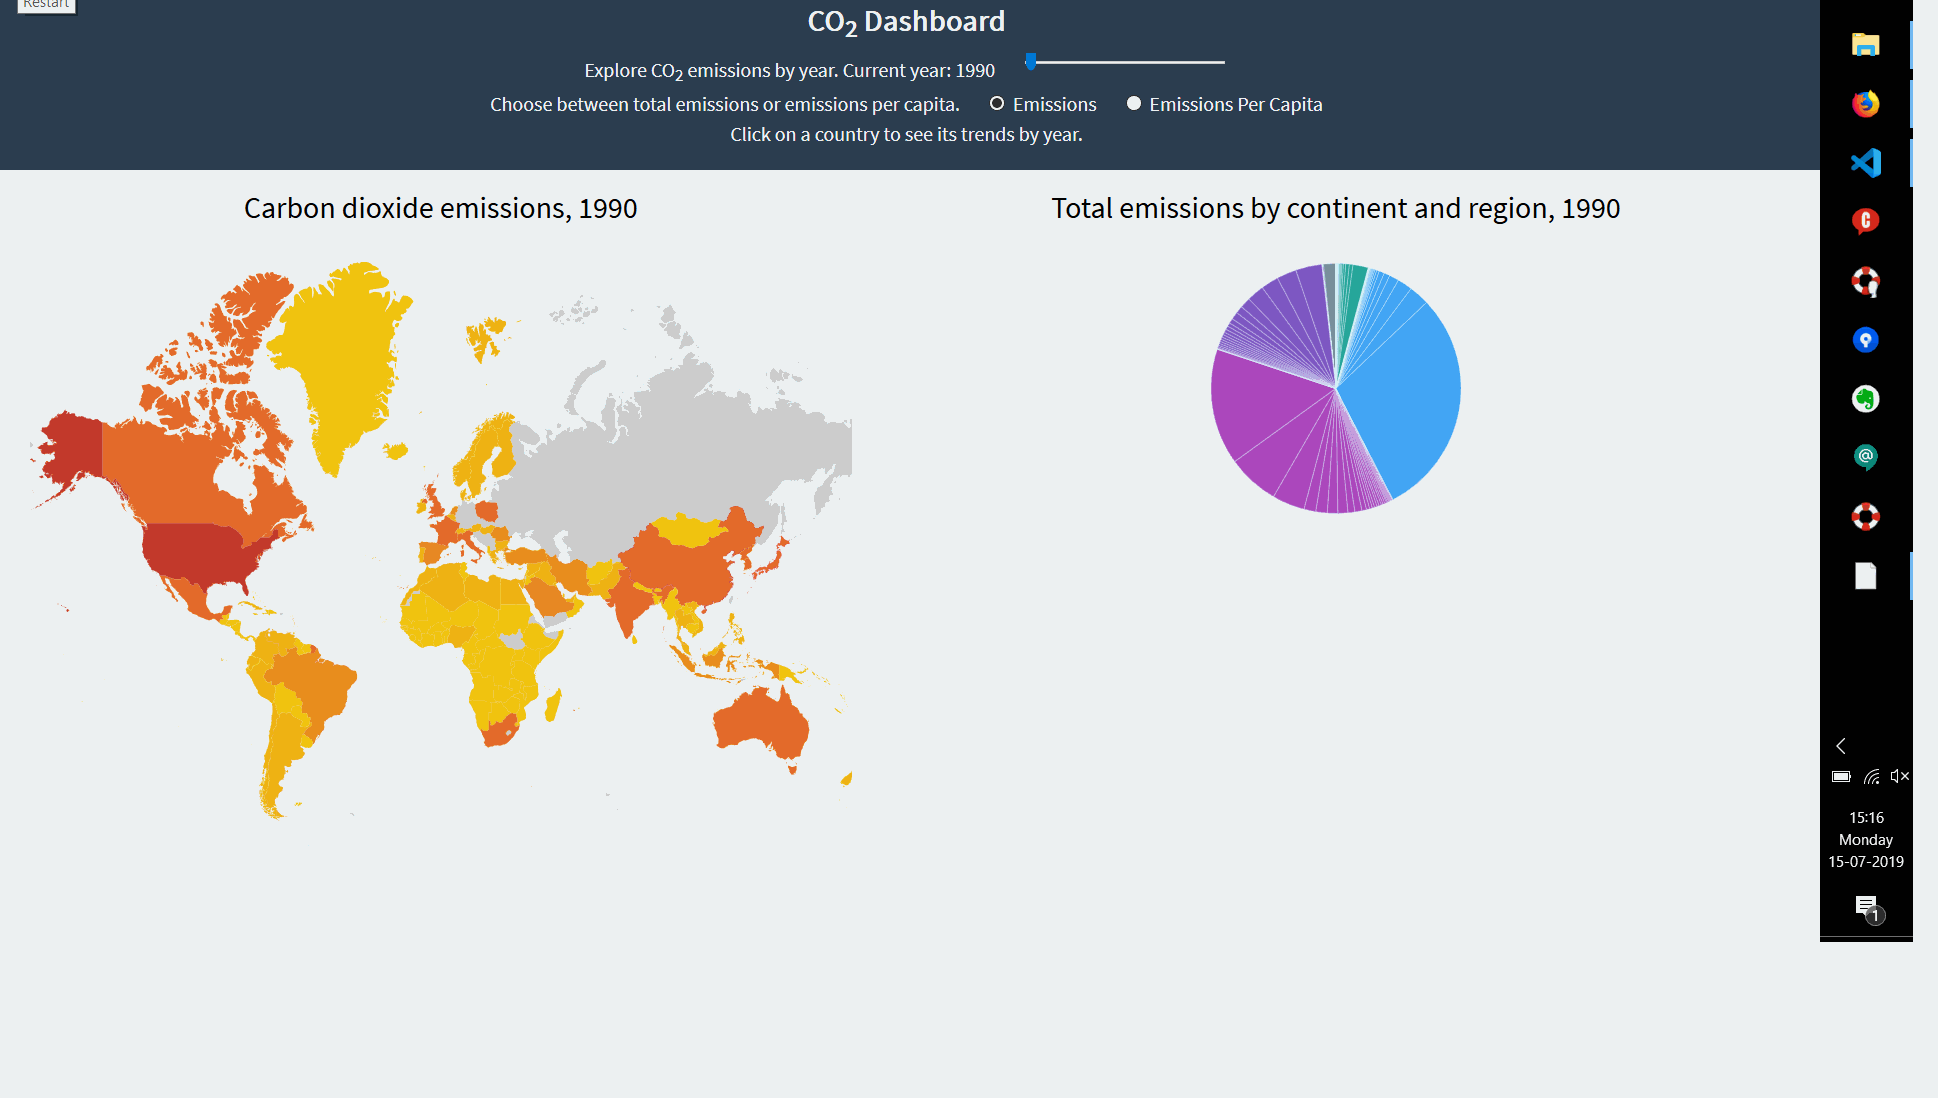 Restart
CO2 Dashboard
Explore CO2 emissions by year. Current year: 1990
Choose between total emissions or emissions per capita. Emissions Emissions Per Capita
Click on a country to see its trends by year.
Carbon dioxide emissions, 1990
Total emissions by continent and region, 1990
15:16
Monday
15-07-2019
1